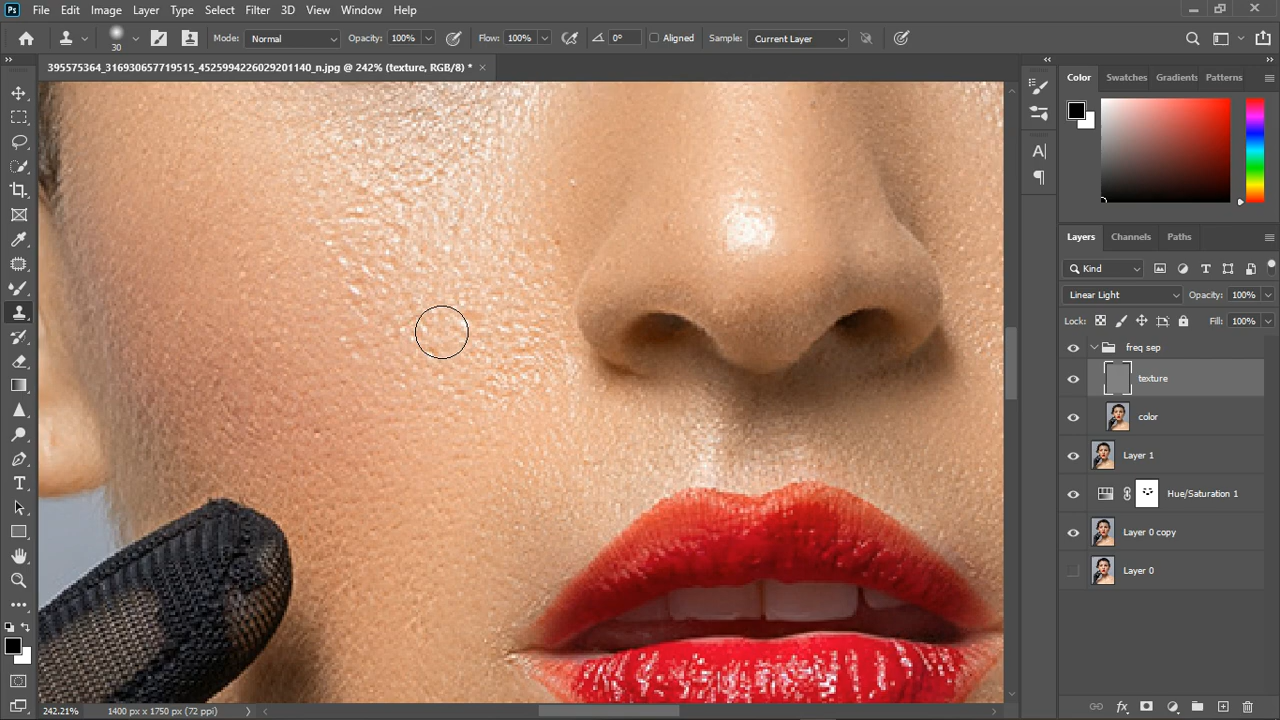 Ps File Edit Image Layer Type Select Filter 3D View Window Help
30 Mode: Normal Opacity: 100% Flow: 100% 0° Aligned Sample: Current Layer
395575364_316930657719515_4525994226029201140_n.jpg @ 242% (texture, RGB/8) *
Color Swatches Gradients Patterns
Layers Channels Paths
Kind
Linear Light Opacity: 100%
Lock: Fill: 100%
freq sep
texture
color
Layer 1
Hue/Saturation 1
Layer 0 copy
Layer 0
242.21% 1400 px x 1750 px (72 ppi)